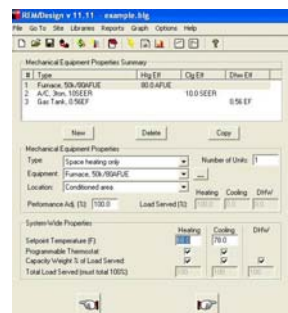 REM/Design v 11.11 example.blg
File Go To Site Libraries Reports Graph Options Help
Mechanical Equipment Properties Summary
# Type Htg Eff Clg Eff Dhw Eff
1 Furnace, 50k/80AFUE 80.0 AFUE
2 A/C, 3ton, 10SEER 10.0 SEER
3 Gas Tank, 0.56EF 0.56 EF
New Delete Copy
Mechanical Equipment Properties
Type: Space heating only Number of Units: 1
Equipment: Furnace, 50k/80AFUE ...
Location: Conditioned area
Heating Cooling DHW
Performance Adj. (%) 100.0 Load Served (%) 100.0
System-Wide Properties
Heating Cooling DHW
Setpoint Temperature (F): 78.0
Programmable Thermostat:
Capacity Weight % of Load Served
Total Load Served (must total 100%) 100 100 100